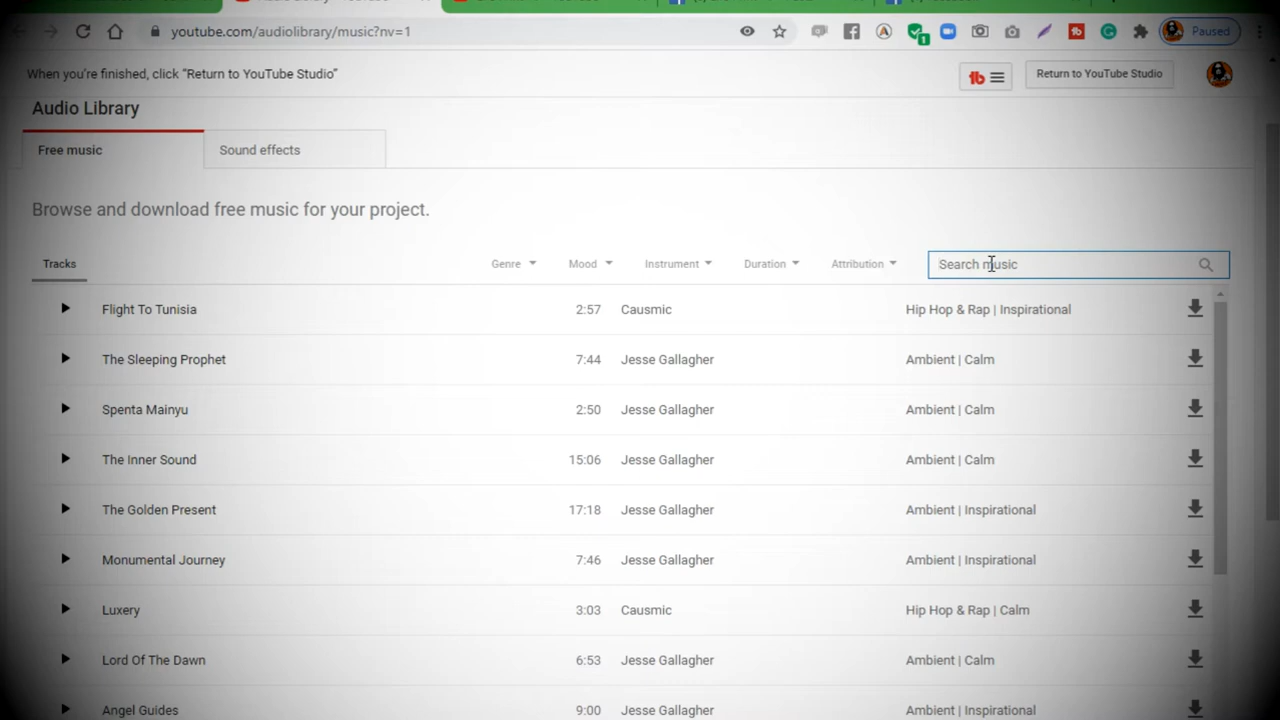 youtube.com/audiolibrary/music?nv=1
1
Paused
When you're finished, click "Return to YouTube Studio"
Return to YouTube Studio
Audio Library
Free music
Sound effects
Browse and download free music for your project.
Tracks
Genre
Mood
Instrument
Duration
Attribution
Search music
Flight To Tunisia 2:57 Causmic Hip Hop & Rap | Inspirational
The Sleeping Prophet 7:44 Jesse Gallagher Ambient | Calm
Spenta Mainyu 2:50 Jesse Gallagher Ambient | Calm
The Inner Sound 15:06 Jesse Gallagher Ambient | Calm
The Golden Present 17:18 Jesse Gallagher Ambient | Inspirational
Monumental Journey 7:46 Jesse Gallagher Ambient | Inspirational
Luxery 3:03 Causmic Hip Hop & Rap | Calm
Lord Of The Dawn 6:53 Jesse Gallagher Ambient | Calm
Angel Guides 9:00 Jesse Gallagher Ambient | Inspirational